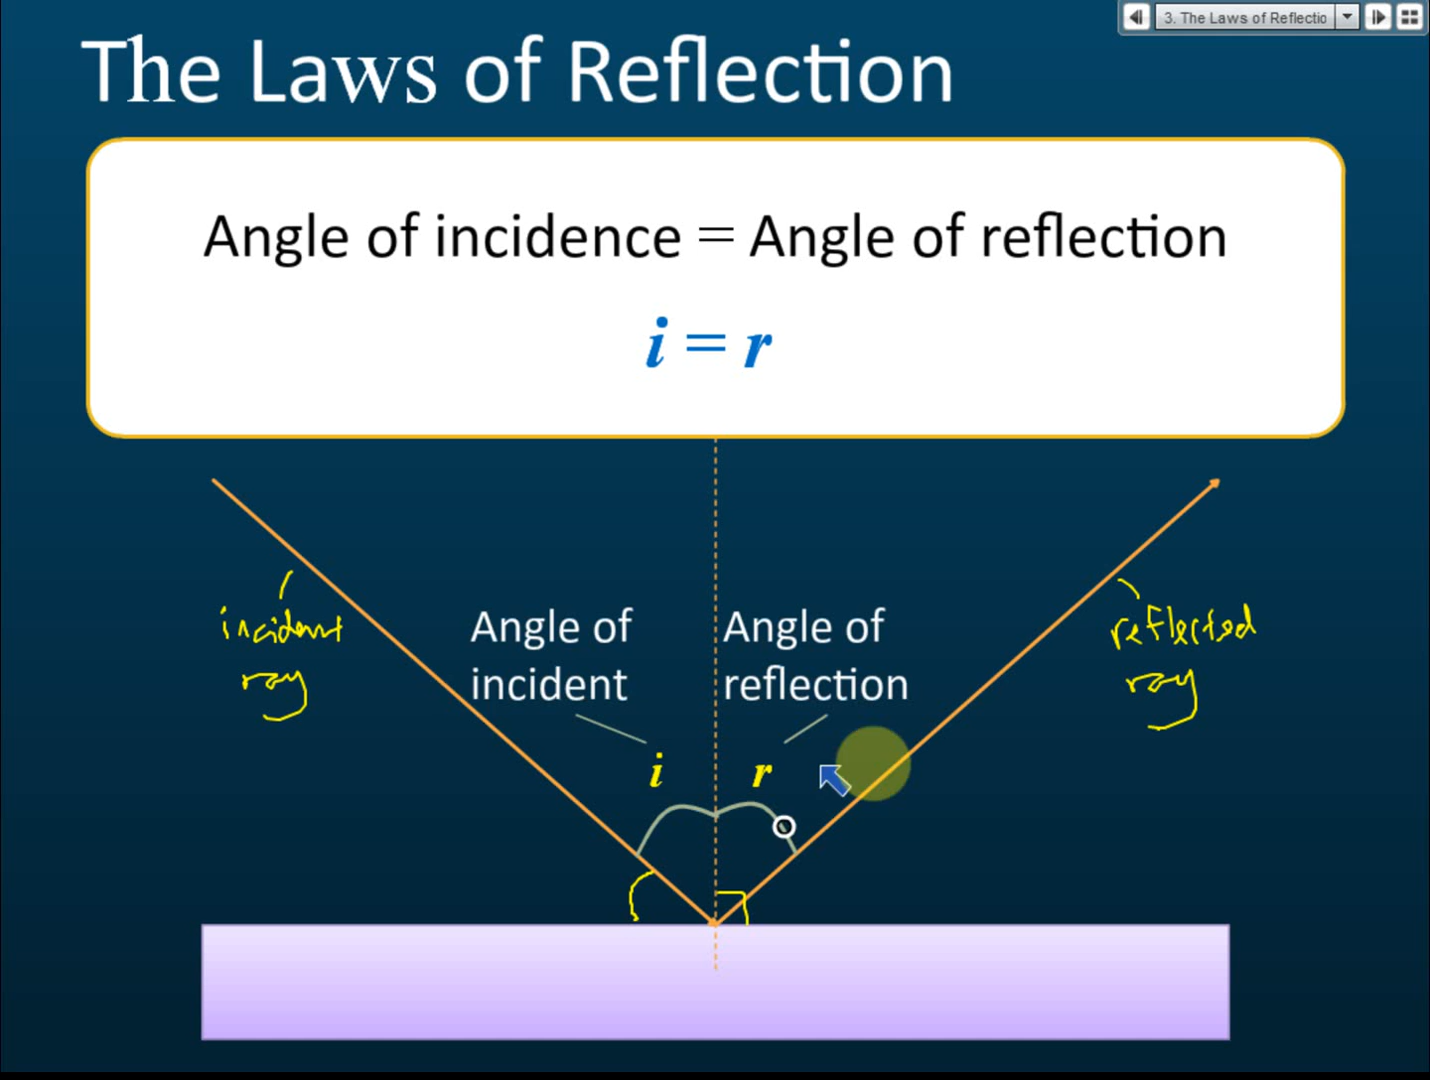 3. The Laws of Reflectio
The Laws of Reflection
Angle of incidence = Angle of reflection
i = r
incident
ray
Angle of
incident
Angle of
reflection
reflected
ray
i
r